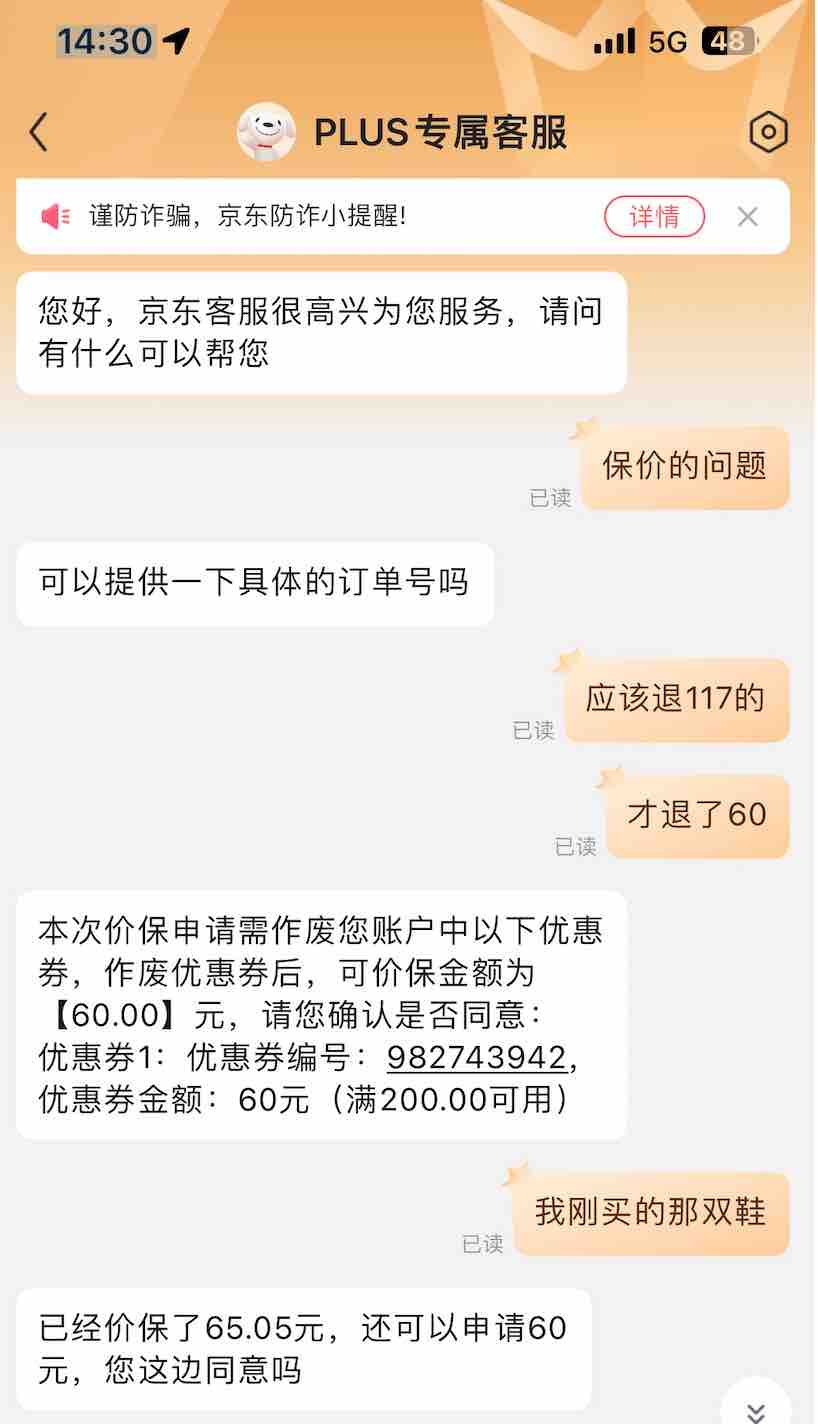 14:30
5G
48
PLUS专属客服
谨防诈骗，京东防诈小提醒!
详情
您好，京东客服很高兴为您服务，请问
有什么可以帮您
保价的问题
已读
可以提供一下具体的订单号吗
应该退117的
已读
才退了60
已读
本次价保申请需作废您账户中以下优惠
券，作废优惠券后，可价保金额为
【60.00】元，请您确认是否同意：
优惠券1：优惠券编号：982743942，
优惠券金额：60元（满200.00可用）
我刚买的那双鞋
已读
已经价保了65.05元，还可以申请60
元，您这边同意吗